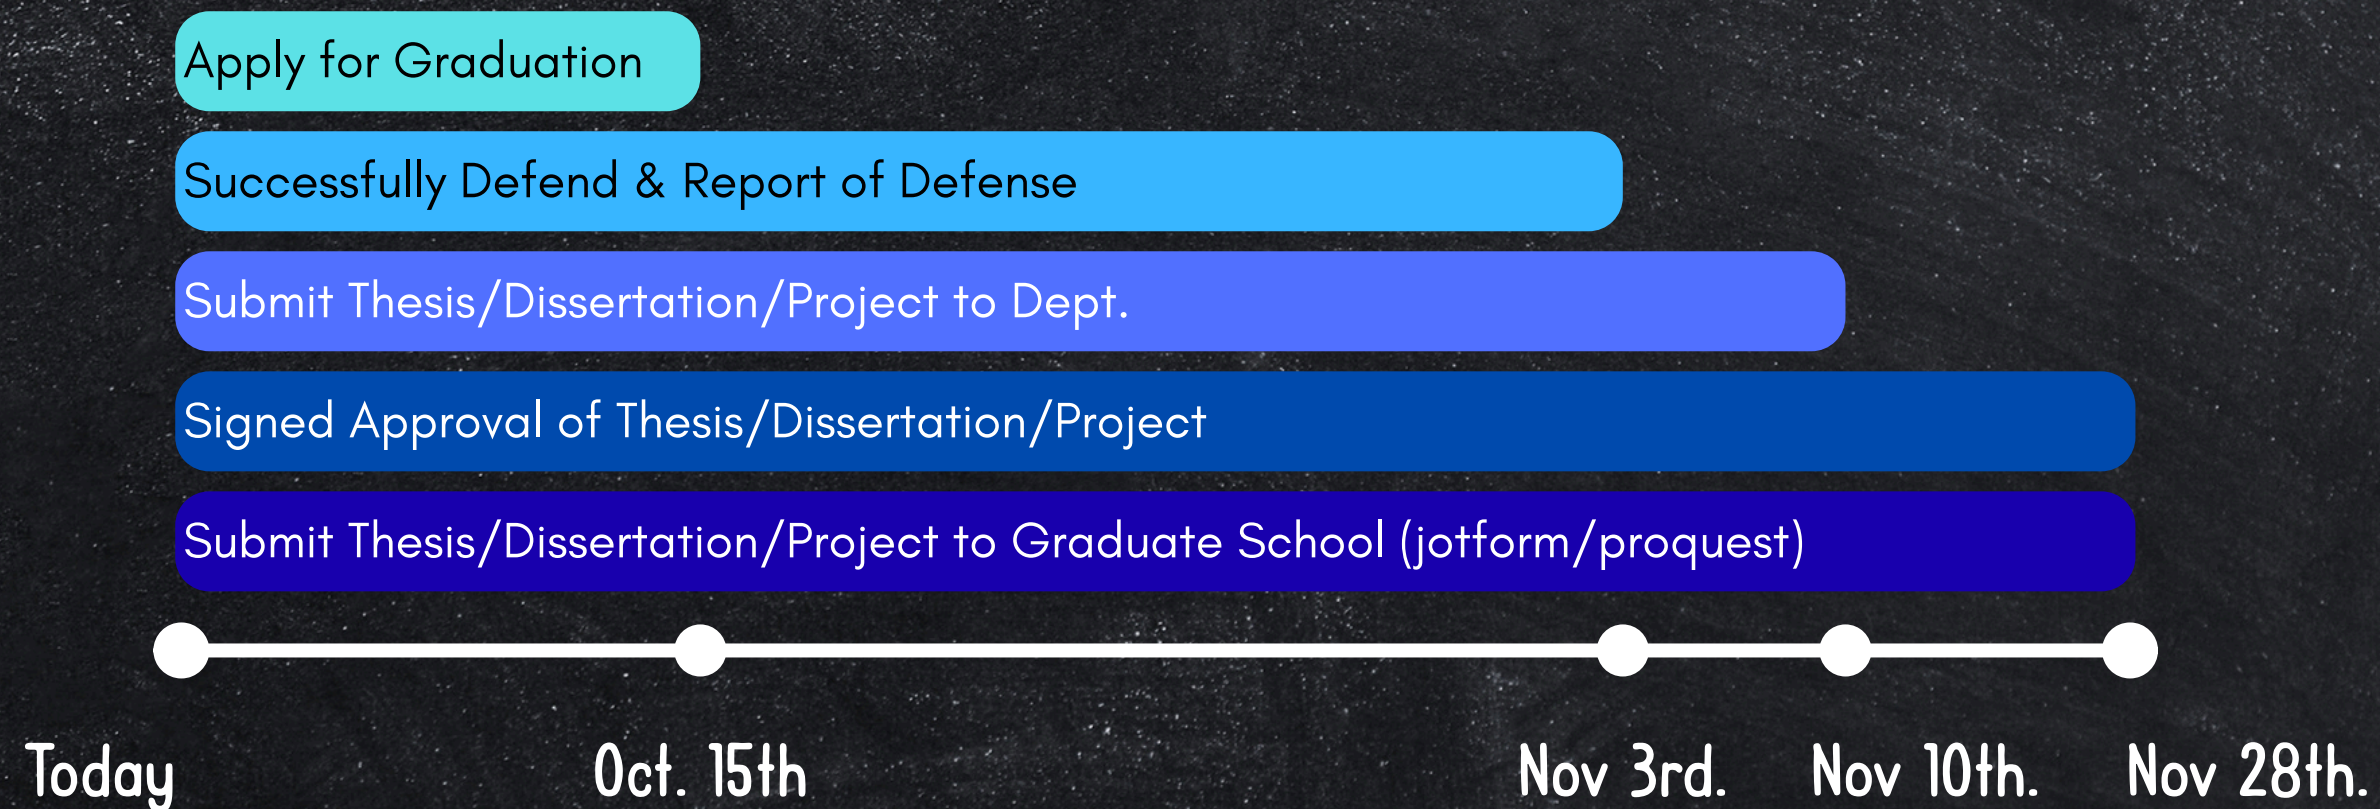 Apply for Graduation
Successfully Defend & Report of Defense
Submit Thesis/Dissertation/Project to Dept.
Signed Approval of Thesis/Dissertation/Project
Submit Thesis/Dissertation/Project to Graduate School (jotform/proquest)
Today Oct. 15th Nov 3rd. Nov 10th. Nov 28th.